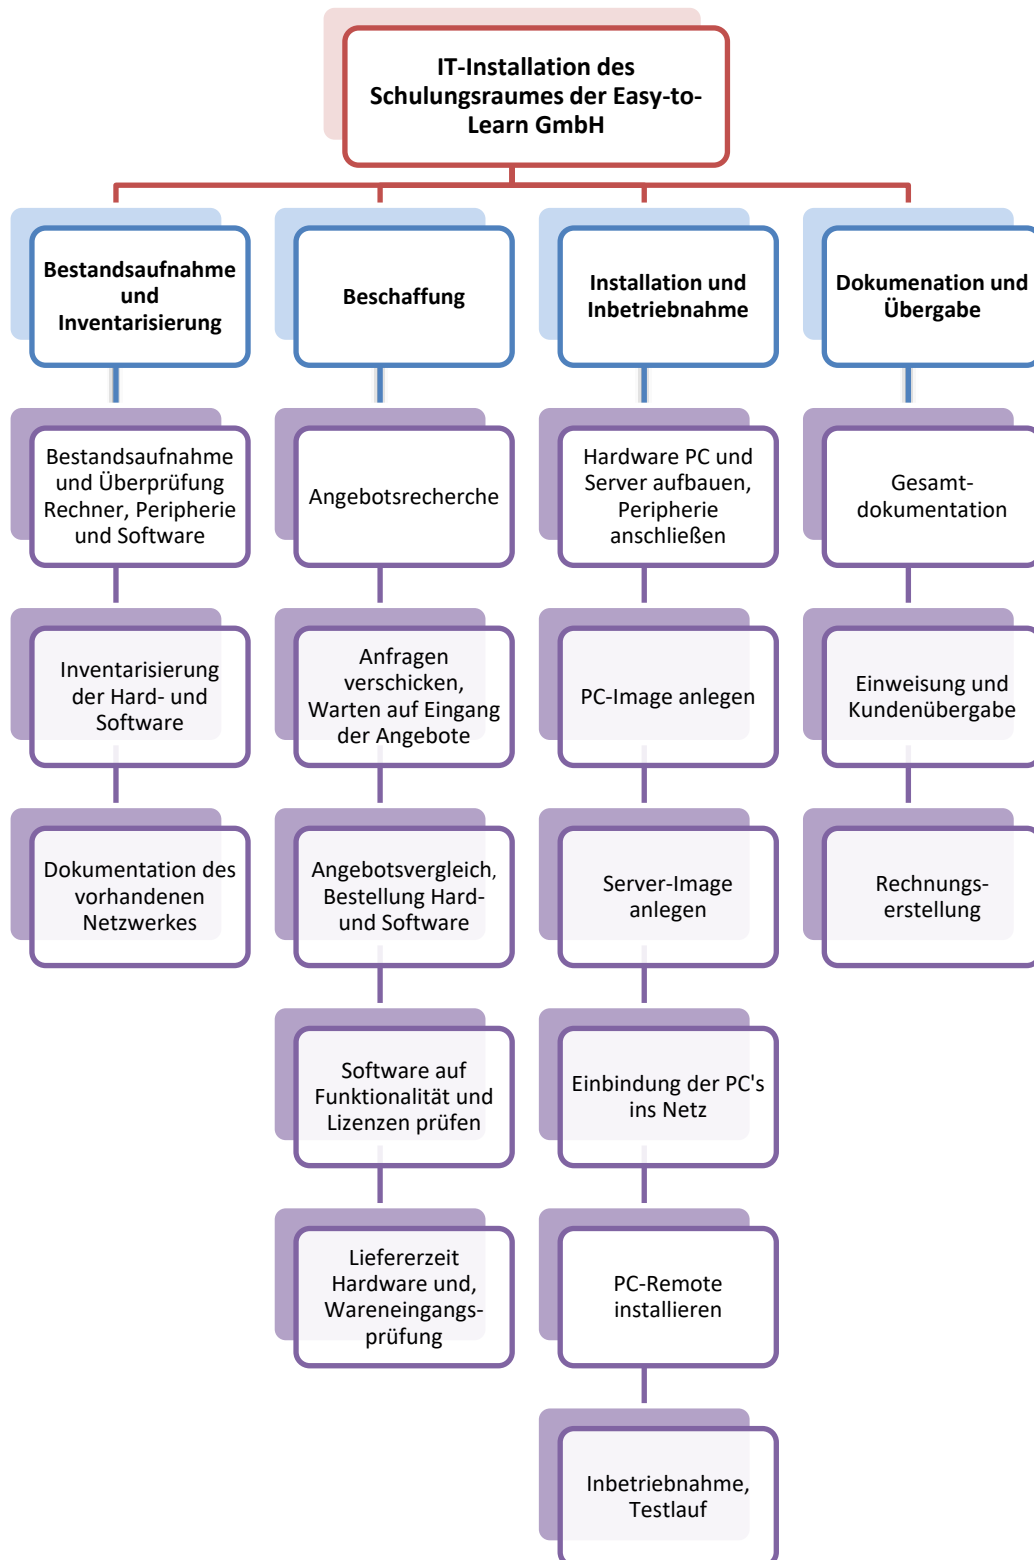 IT-Installation des
Schulungsraumes der Easy-to-
Learn GmbH
Bestandsaufnahme
und
Inventarisierung
Beschaffung
Installation und
Inbetriebnahme
Dokumenation und
Übergabe
Bestandsaufnahme
und Überprüfung
Rechner, Peripherie
und Software
Angebotsrecherche
Hardware PC und
Server aufbauen,
Peripherie
anschließen
Gesamt-
dokumentation
Inventarisierung
der Hard- und
Software
Anfragen
verschicken,
Warten auf Eingang
der Angebote
PC-Image anlegen
Einweisung und
Kundenübergabe
Dokumentation des
vorhandenen
Netzwerkes
Angebotsvergleich,
Bestellung Hard-
und Software
Server-Image
anlegen
Rechnungs-
erstellung
Software auf
Funktionalität und
Lizenzen prüfen
Einbindung der PC's
ins Netz
Liefererzeit
Hardware und,
Wareneingangs-
prüfung
PC-Remote
installieren
Inbetriebnahme,
Testlauf